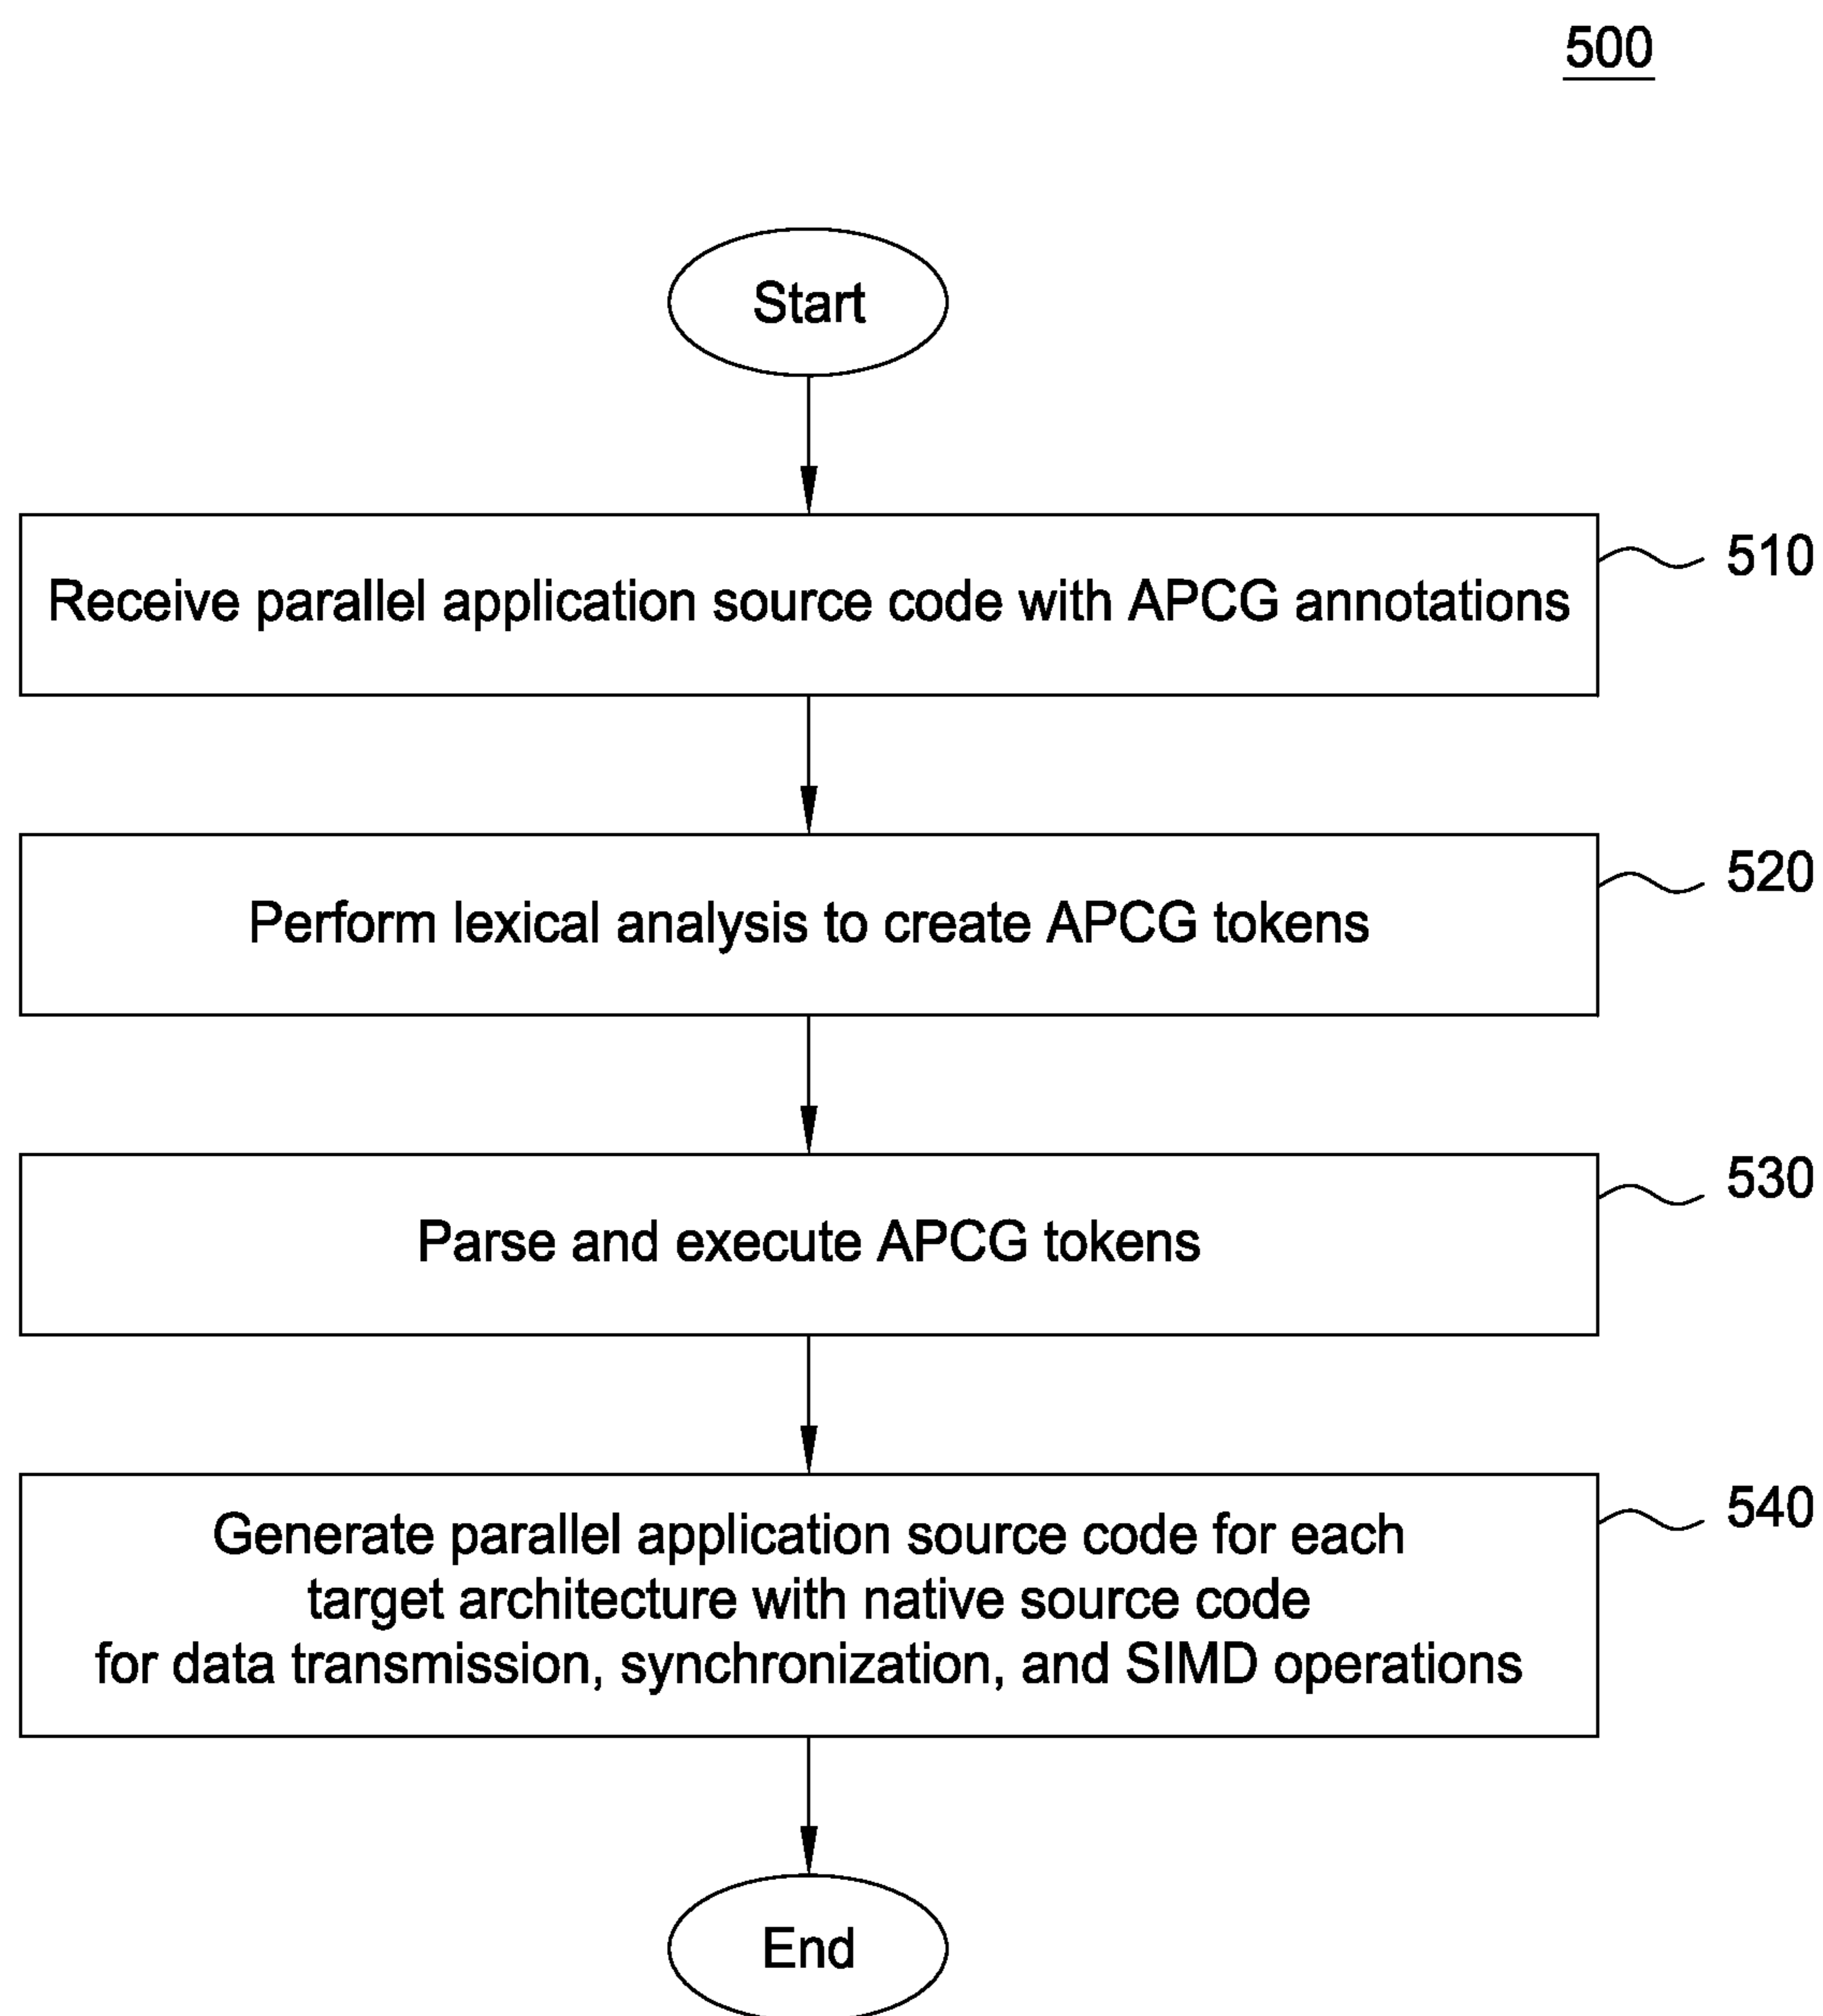 500
Start
Receive parallel application source code with APCG annotations
510
Perform lexical analysis to create APCG tokens
520
Parse and execute APCG tokens
530
Generate parallel application source code for each
target architecture with native source code
for data transmission, synchronization, and SIMD operations
540
End